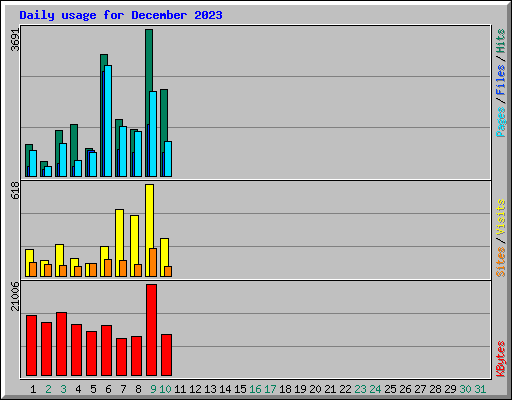 Daily usage for December 2023
3691
Pages / Files / Hits
618
Sites / Visits
21006
KBytes
1 2 3 4 5 6 7 8 9 10 11 12 13 14 15 16 17 18 19 20 21 22 23 24 25 26 27 28 29 30 31